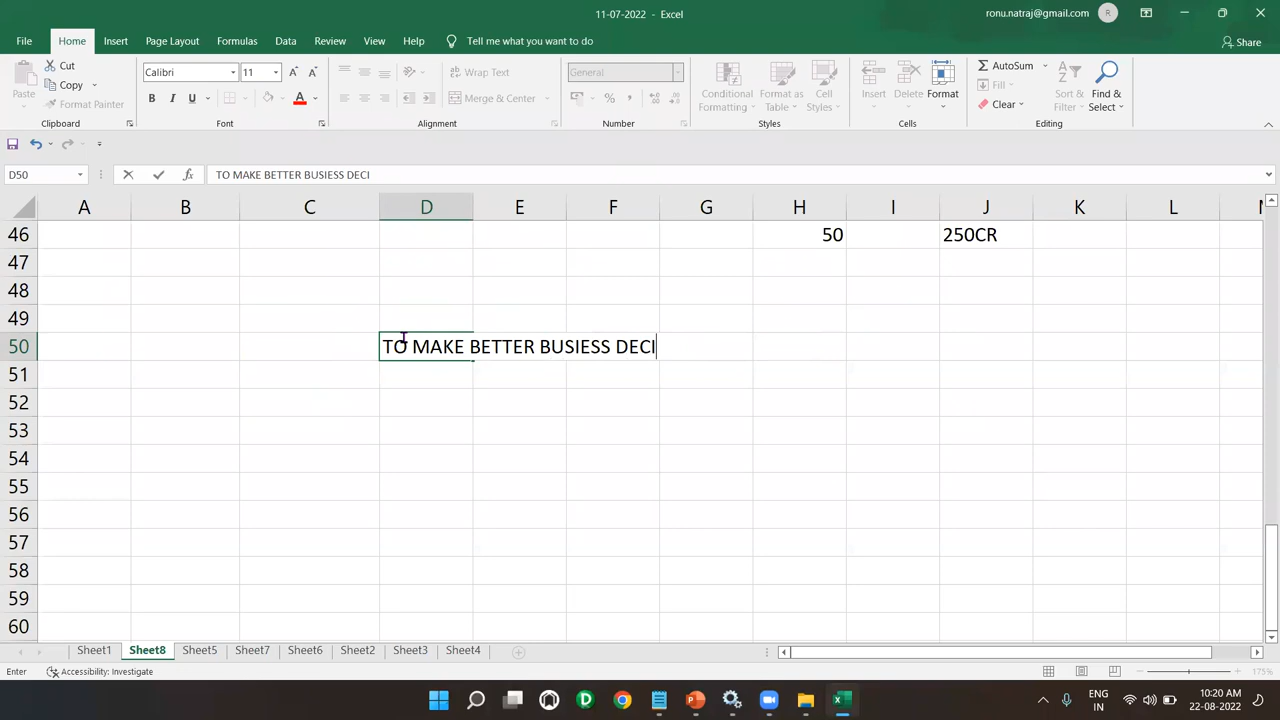 11-07-2022 - Excel
ronu.natraj@gmail.com R
File Home Insert Page Layout Formulas Data Review View Help Tell me what you want to do Share
Paste Cut Copy Format Painter Clipboard
Calibri 11 A A B I U A Font
Wrap Text Merge & Center Alignment
General % , Number
Conditional Formatting Format as Table Cell Styles Styles
Insert Delete Format Cells
AutoSum Fill Clear Sort & Filter Find & Select Editing
D50 fx TO MAKE BETTER BUSIESS DECI
A B C D E F G H I J K L M
46 50 250CR
47
48
49
50 TO MAKE BETTER BUSIESS DECI
51
52
53
54
55
56
57
58
59
60
Sheet1 Sheet8 Sheet5 Sheet7 Sheet6 Sheet2 Sheet3 Sheet4
Enter Accessibility: Investigate 175%
ENG IN 10:20 AM 22-08-2022